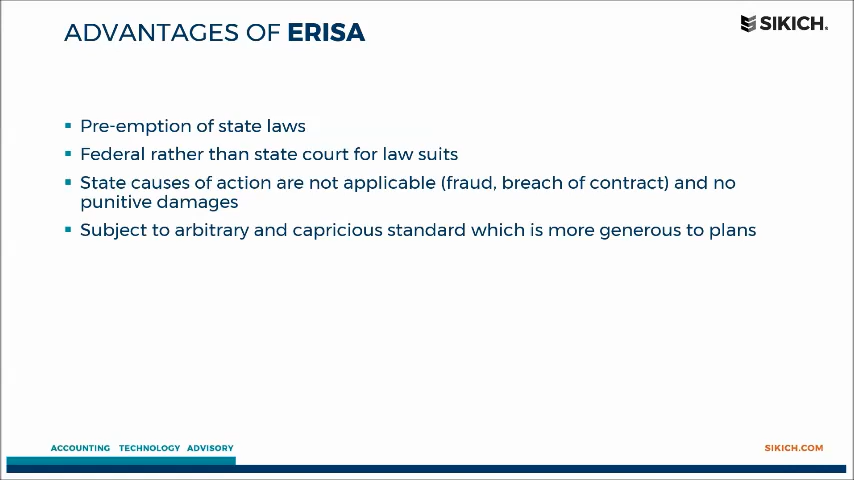 ADVANTAGES OF ERISA
SIKICH.
▪ Pre-emption of state laws
▪ Federal rather than state court for law suits
▪ State causes of action are not applicable (fraud, breach of contract) and no
punitive damages
▪ Subject to arbitrary and capricious standard which is more generous to plans
ACCOUNTING TECHNOLOGY ADVISORY
SIKICH.COM